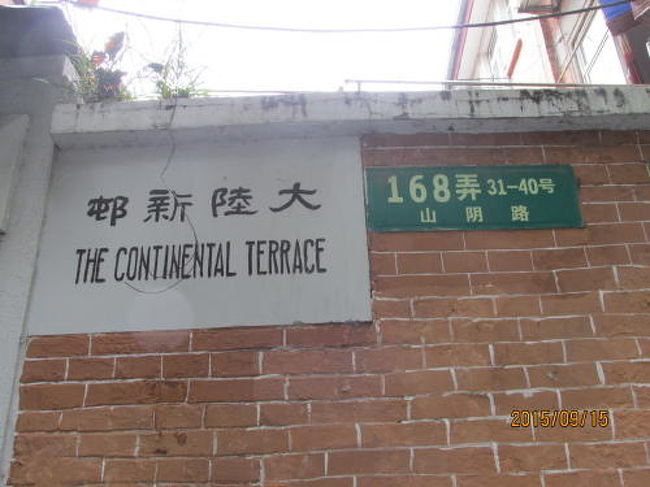 大陸新邨
THE CONTINENTAL TERRACE
168弄 31-40号
山阴路
2015/09/15